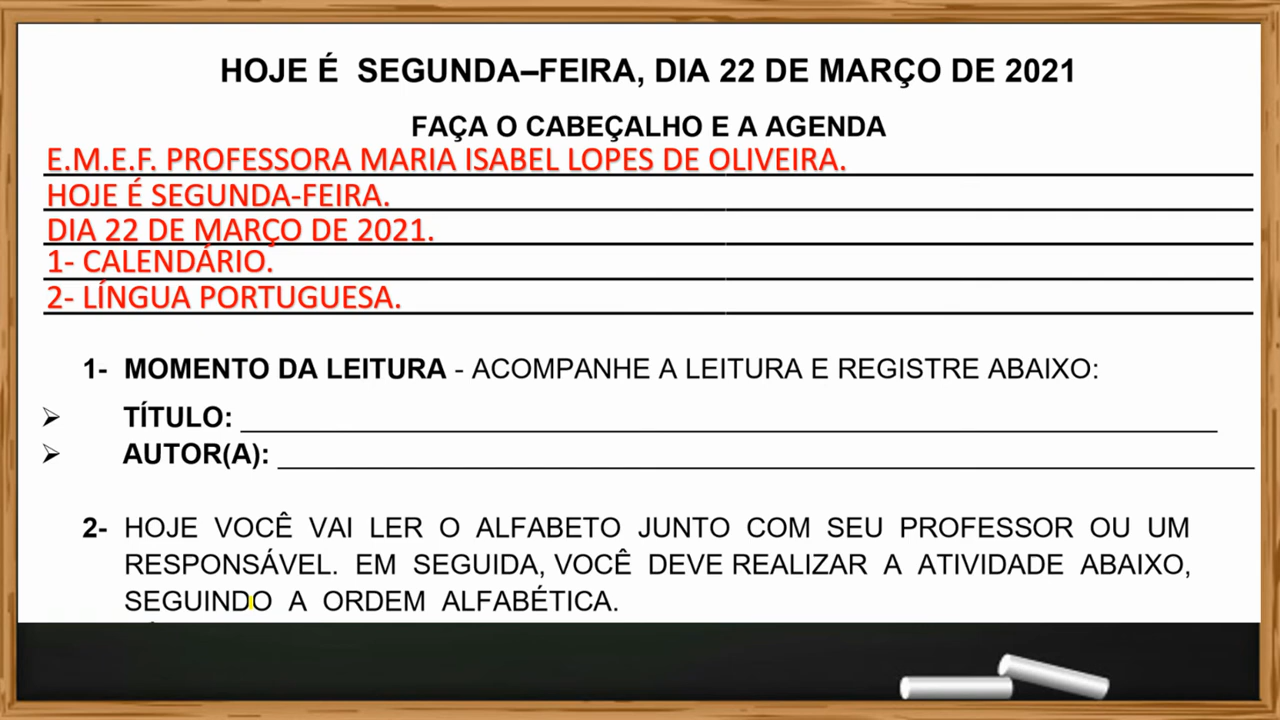 HOJE É SEGUNDA–FEIRA, DIA 22 DE MARÇO DE 2021
FAÇA O CABEÇALHO E A AGENDA
E.M.E.F. PROFESSORA MARIA ISABEL LOPES DE OLIVEIRA.
HOJE É SEGUNDA-FEIRA.
DIA 22 DE MARÇO DE 2021.
1- CALENDÁRIO.
2- LÍNGUA PORTUGUESA.
1- MOMENTO DA LEITURA - ACOMPANHE A LEITURA E REGISTRE ABAIXO:
➢ TÍTULO:
➢ AUTOR(A):
2- HOJE VOCÊ VAI LER O ALFABETO JUNTO COM SEU PROFESSOR OU UM
RESPONSÁVEL. EM SEGUIDA, VOCÊ DEVE REALIZAR A ATIVIDADE ABAIXO,
SEGUINDO A ORDEM ALFABÉTICA.